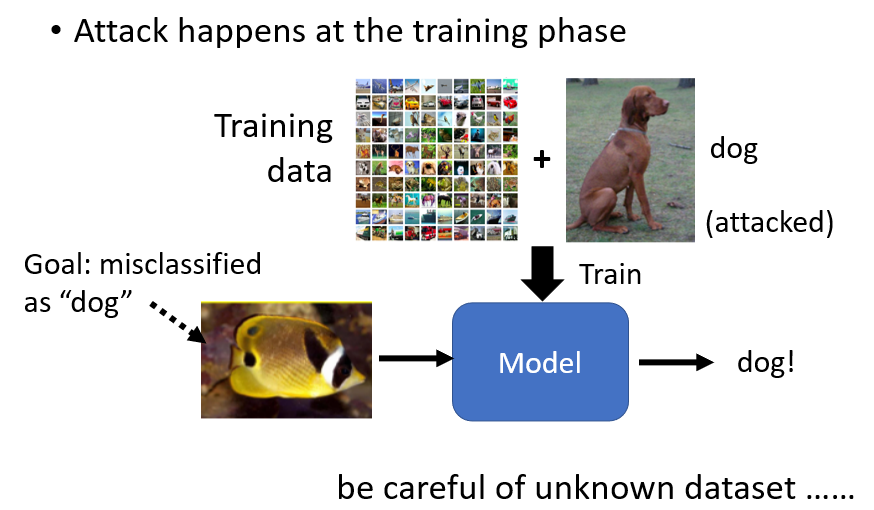 • Attack happens at the training phase
Training
data
+
dog
(attacked)
Goal: misclassified
as “dog”
Train
Model
dog!
be careful of unknown dataset ……